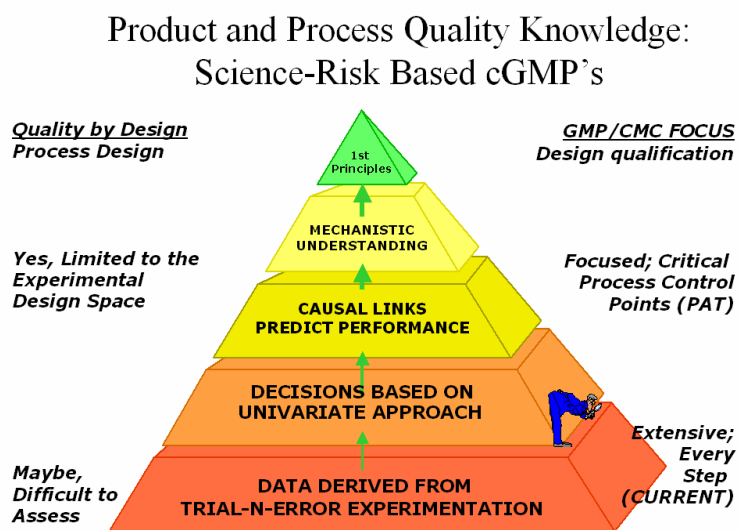 Product and Process Quality Knowledge:
Science-Risk Based cGMP's
Quality by Design
Process Design
GMP/CMC FOCUS
Design qualification
1st
Principles
MECHANISTIC
UNDERSTANDING
Yes, Limited to the
Experimental
Design Space
Focused; Critical
Process Control
Points (PAT)
CAUSAL LINKS
PREDICT PERFORMANCE
DECISIONS BASED ON
UNIVARIATE APPROACH
Maybe,
Difficult to
Assess
Extensive;
Every
Step
(CURRENT)
DATA DERIVED FROM
TRIAL-N-ERROR EXPERIMENTATION